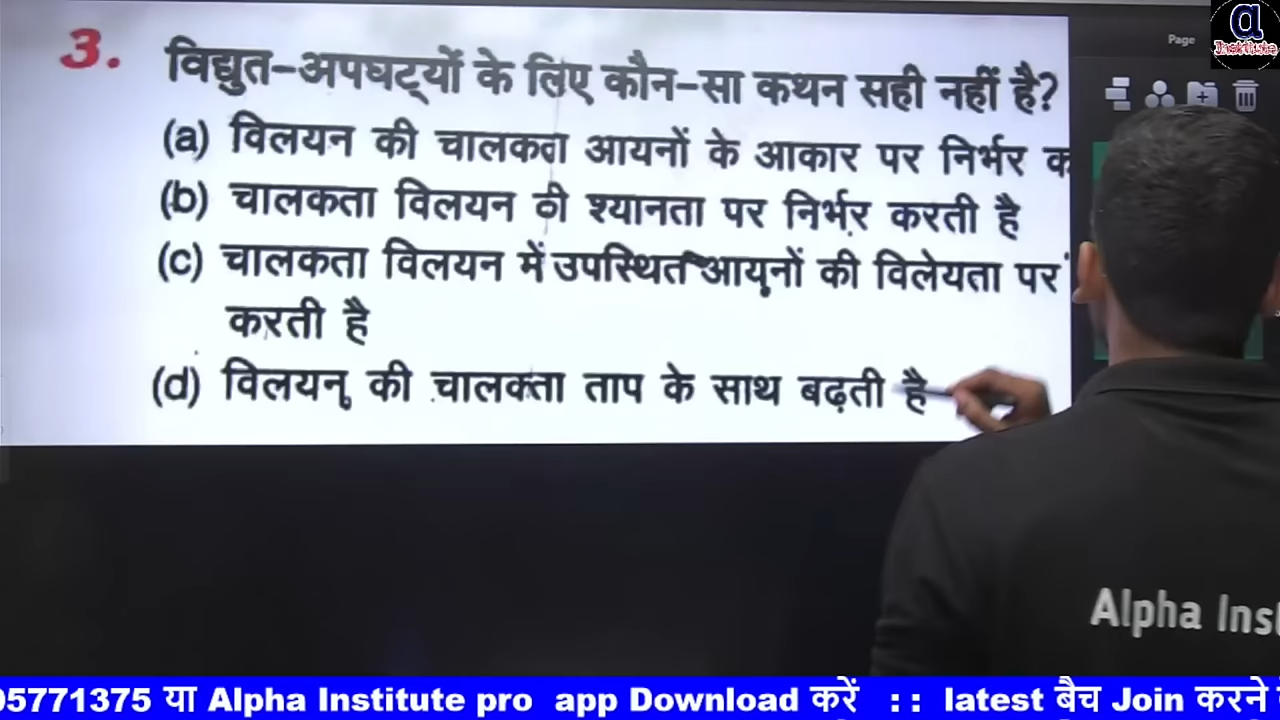 Page
α
Institute
3. विद्युत-अपघट्यों के लिए कौन-सा कथन सही नहीं है?
(a) विलयन की चालकता आयनों के आकार पर निर्भर क
(b) चालकता विलयन की श्यानता पर निर्भर करती है
(c) चालकता विलयन में उपस्थित आयनों की विलेयता पर
करती है
(d) विलयन की चालकता ताप के साथ बढ़ती है
Alpha Inst
95771375 या Alpha Institute pro app Download करें :: latest बैच Join करने